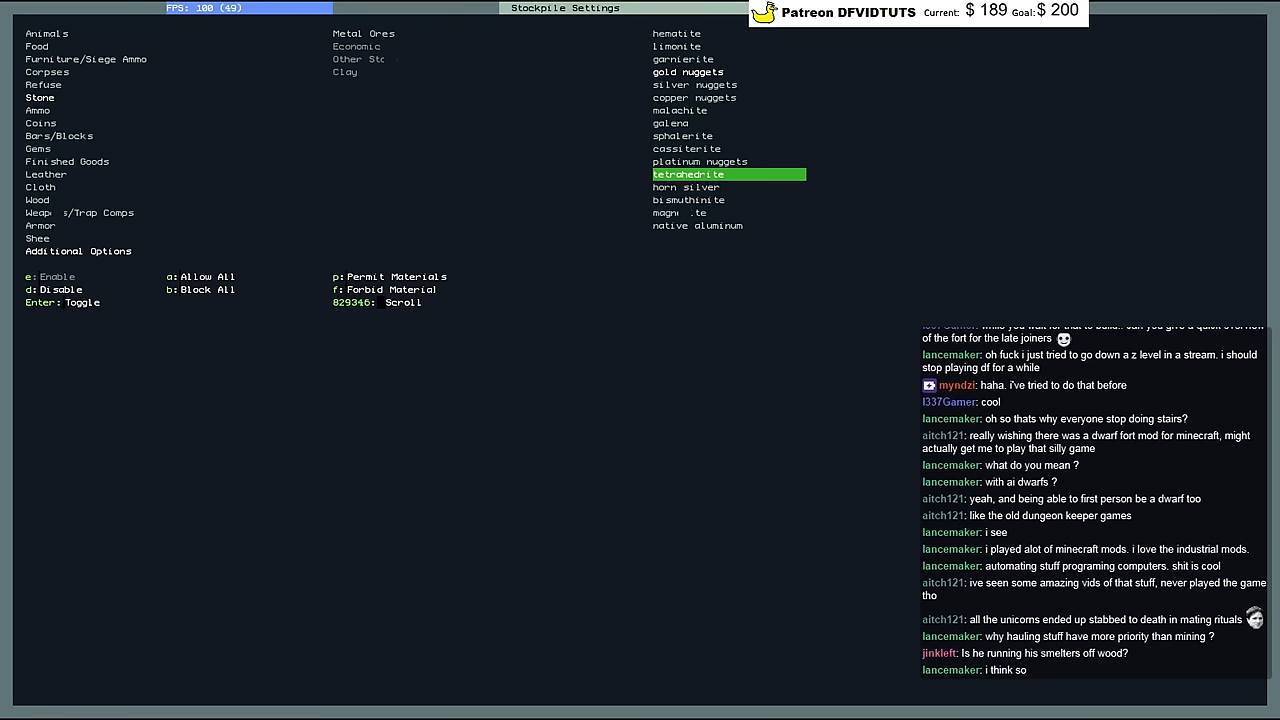 FPS: 100 (49)
Stockpile Settings
Patreon DFVIDTUTS Current: $ 189 Goal: $ 200
Animals
Food
Furniture/Siege Ammo
Corpses
Refuse
Stone
Ammo
Coins
Bars/Blocks
Gems
Finished Goods
Leather
Cloth
Wood
Weap s/Trap Comps
Armor
Shee
Additional Options
Metal Ores
Economic
Other Sto
Clay
hematite
limonite
garnierite
gold nuggets
silver nuggets
copper nuggets
malachite
galena
sphalerite
cassiterite
platinum nuggets
tetrahedrite
horn silver
bismuthinite
magn .te
native aluminum
e: Enable a: Allow All p: Permit Materials
d: Disable b: Block All f: Forbid Material
Enter: Toggle 829346: Scroll
of the fort for the late joiners
lancemaker: oh fuck i just tried to go down a z level in a stream. i should
stop playing df for a while
myndzi: haha. i've tried to do that before
l337Gamer: cool
lancemaker: oh so thats why everyone stop doing stairs?
aitch121: really wishing there was a dwarf fort mod for minecraft, might
actually get me to play that silly game
lancemaker: what do you mean ?
lancemaker: with ai dwarfs ?
aitch121: yeah, and being able to first person be a dwarf too
aitch121: like the old dungeon keeper games
lancemaker: i see
lancemaker: i played alot of minecraft mods. i love the industrial mods.
lancemaker: automating stuff programing computers. shit is cool
aitch121: ive seen some amazing vids of that stuff, never played the game
tho
aitch121: all the unicorns ended up stabbed to death in mating rituals
lancemaker: why hauling stuff have more priority than mining ?
jinkleft: Is he running his smelters off wood?
lancemaker: i think so